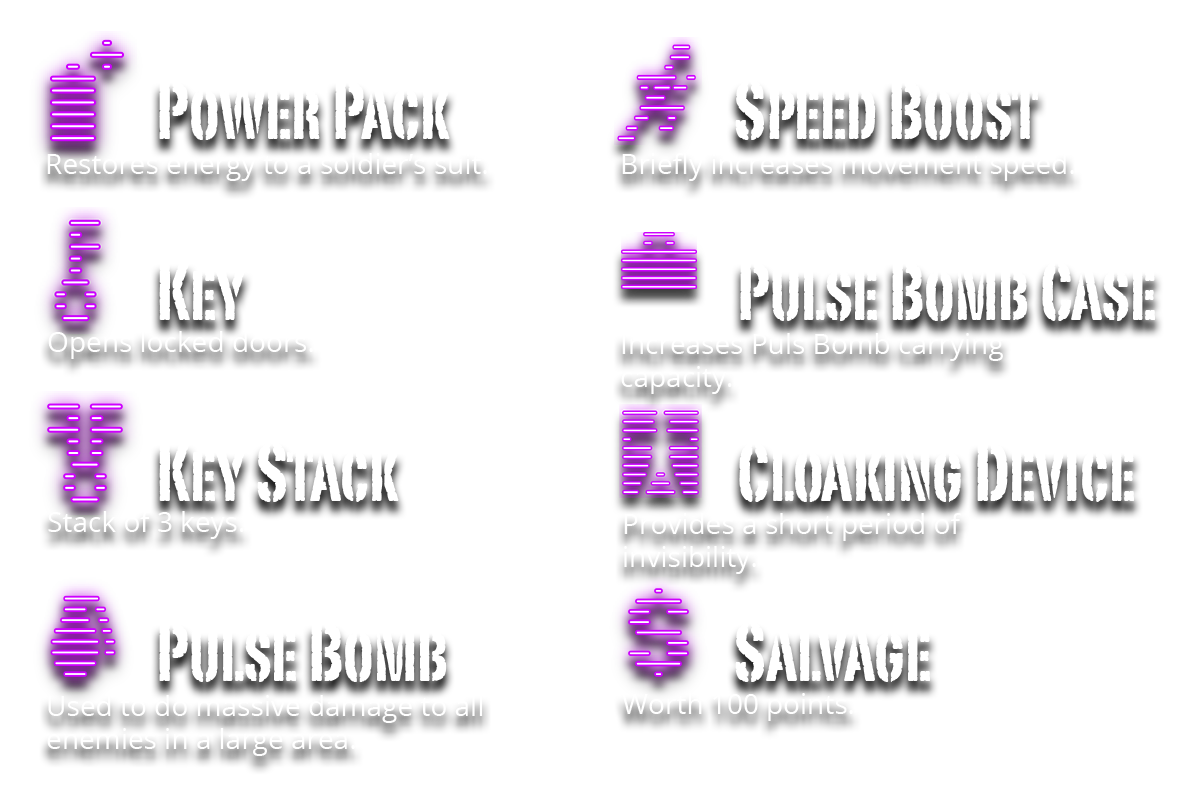 Power Pack
Restores energy to a soldier's suit.
Key
Opens locked doors.
Key Stack
Stack of 3 keys.
Pulse Bomb
Used to do massive damage to all
enemies in a large area.
Speed Boost
Briefly increases movement speed.
Pulse Bomb Case
Increases Puls Bomb carrying
capacity.
Cloaking Device
Provides a short period of
invisibility.
Salvage
Worth 100 points.